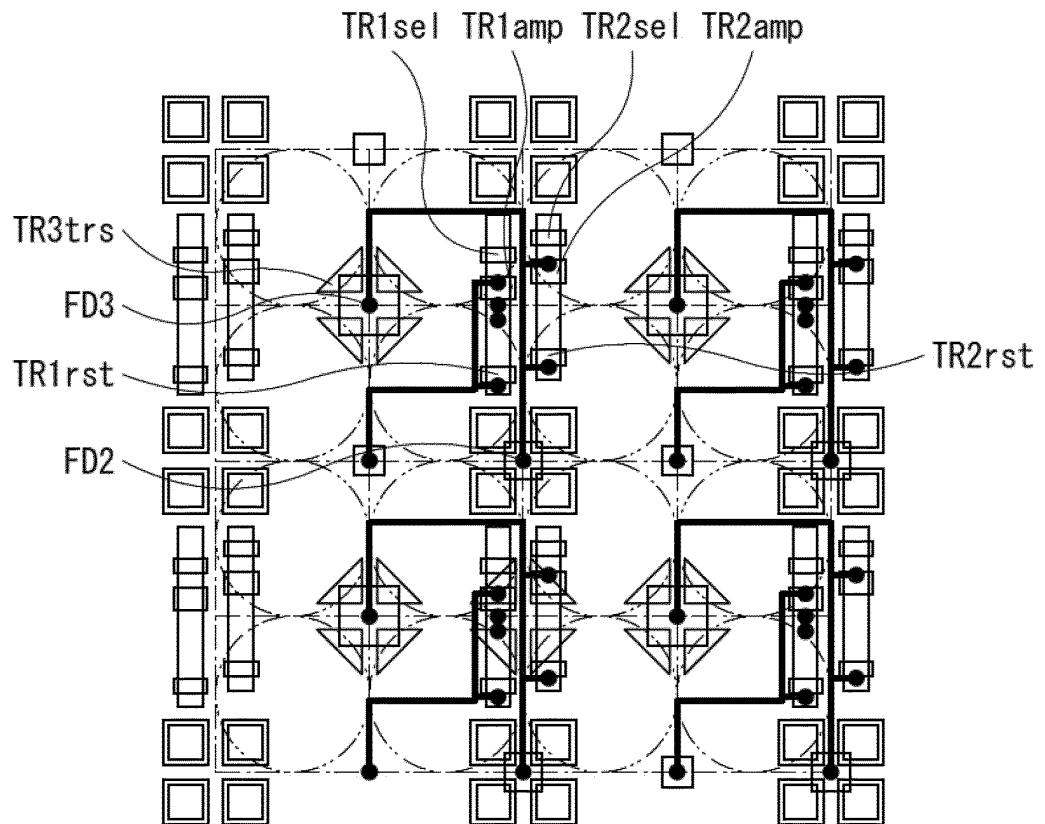 TR1sel TR1amp TR2sel TR2amp
TR3trs
FD3
TR1rst
TR2rst
FD2